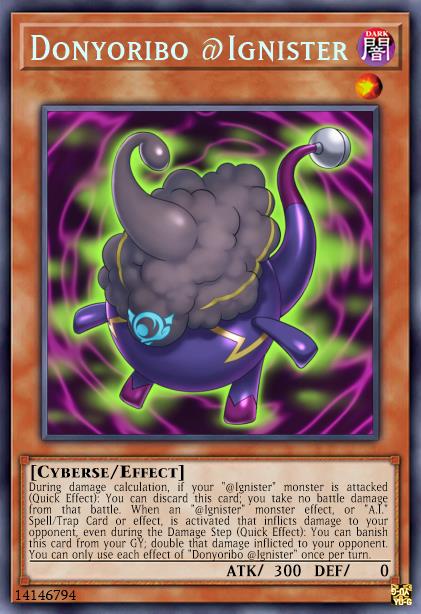 DONYORIBO @IGNISTER
DARK
闇
[CYBERSE/EFFECT]
During damage calculation, if your "@Ignister" monster is attacked
(Quick Effect): You can discard this card; you take no battle damage
from that battle. When an "@Ignister" monster effect, or "A.I."
Spell/Trap Card or effect, is activated that inflicts damage to your
opponent, even during the Damage Step (Quick Effect): You can banish
this card from your GY; double that damage inflicted to your opponent.
You can only use each effect of "Donyoribo @Ignister" once per turn.
ATK/ 300 DEF/ 0
14146794